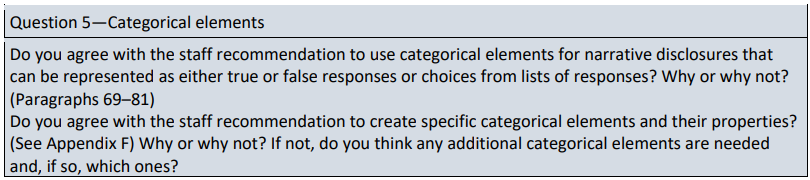 Question 5—Categorical elements
Do you agree with the staff recommendation to use categorical elements for narrative disclosures that
can be represented as either true or false responses or choices from lists of responses? Why or why not?
(Paragraphs 69–81)
Do you agree with the staff recommendation to create specific categorical elements and their properties?
(See Appendix F) Why or why not? If not, do you think any additional categorical elements are needed
and, if so, which ones?